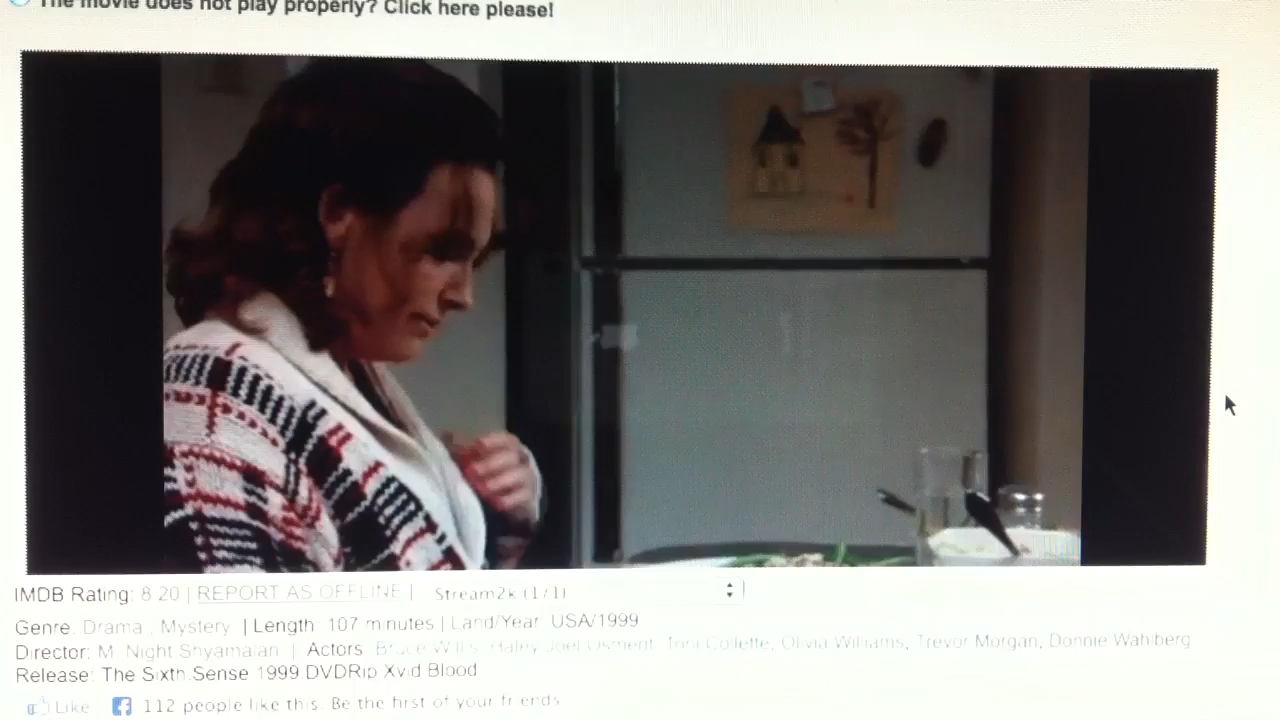 The movie does not play properly? Click here please!
IMDB Rating: 8.20 | REPORT AS OFFLINE | Stream2k (1/1)
Genre: Drama , Mystery | Length: 107 minutes | Land/Year: USA/1999
Director: M. Night Shyamalan | Actors: Bruce Willis, Haley Joel Osment, Toni Collette, Olivia Williams, Trevor Morgan, Donnie Wahlberg
Release: The Sixth Sense 1999 DVDRip Xvid Blood
Like 112 people like this. Be the first of your friends.